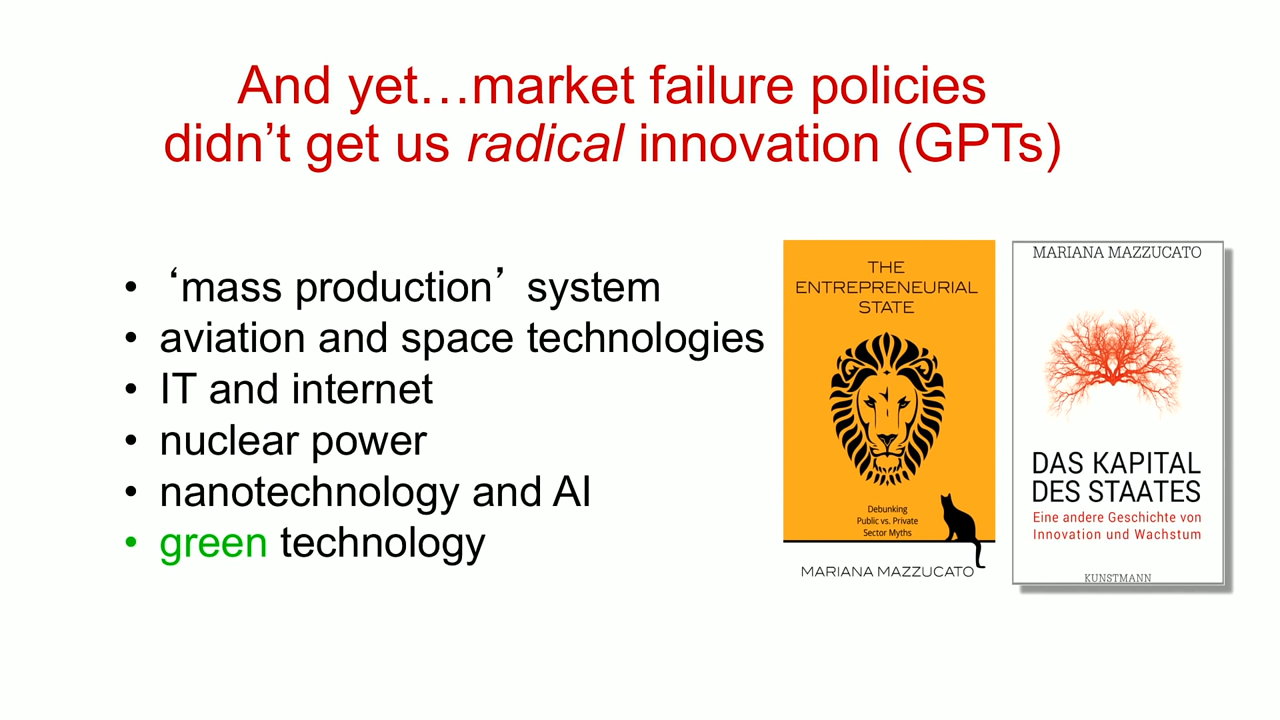 And yet…market failure policies
didn’t get us radical innovation (GPTs)
• ‘mass production’ system
• aviation and space technologies
• IT and internet
• nuclear power
• nanotechnology and AI
• green technology
THE
ENTREPRENEURIAL
STATE
Debunking
Public vs. Private
Sector Myths
MARIANA MAZZUCATO
MARIANA MAZZUCATO
DAS KAPITAL
DES STAATES
Eine andere Geschichte von
Innovation und Wachstum
KUNSTMANN